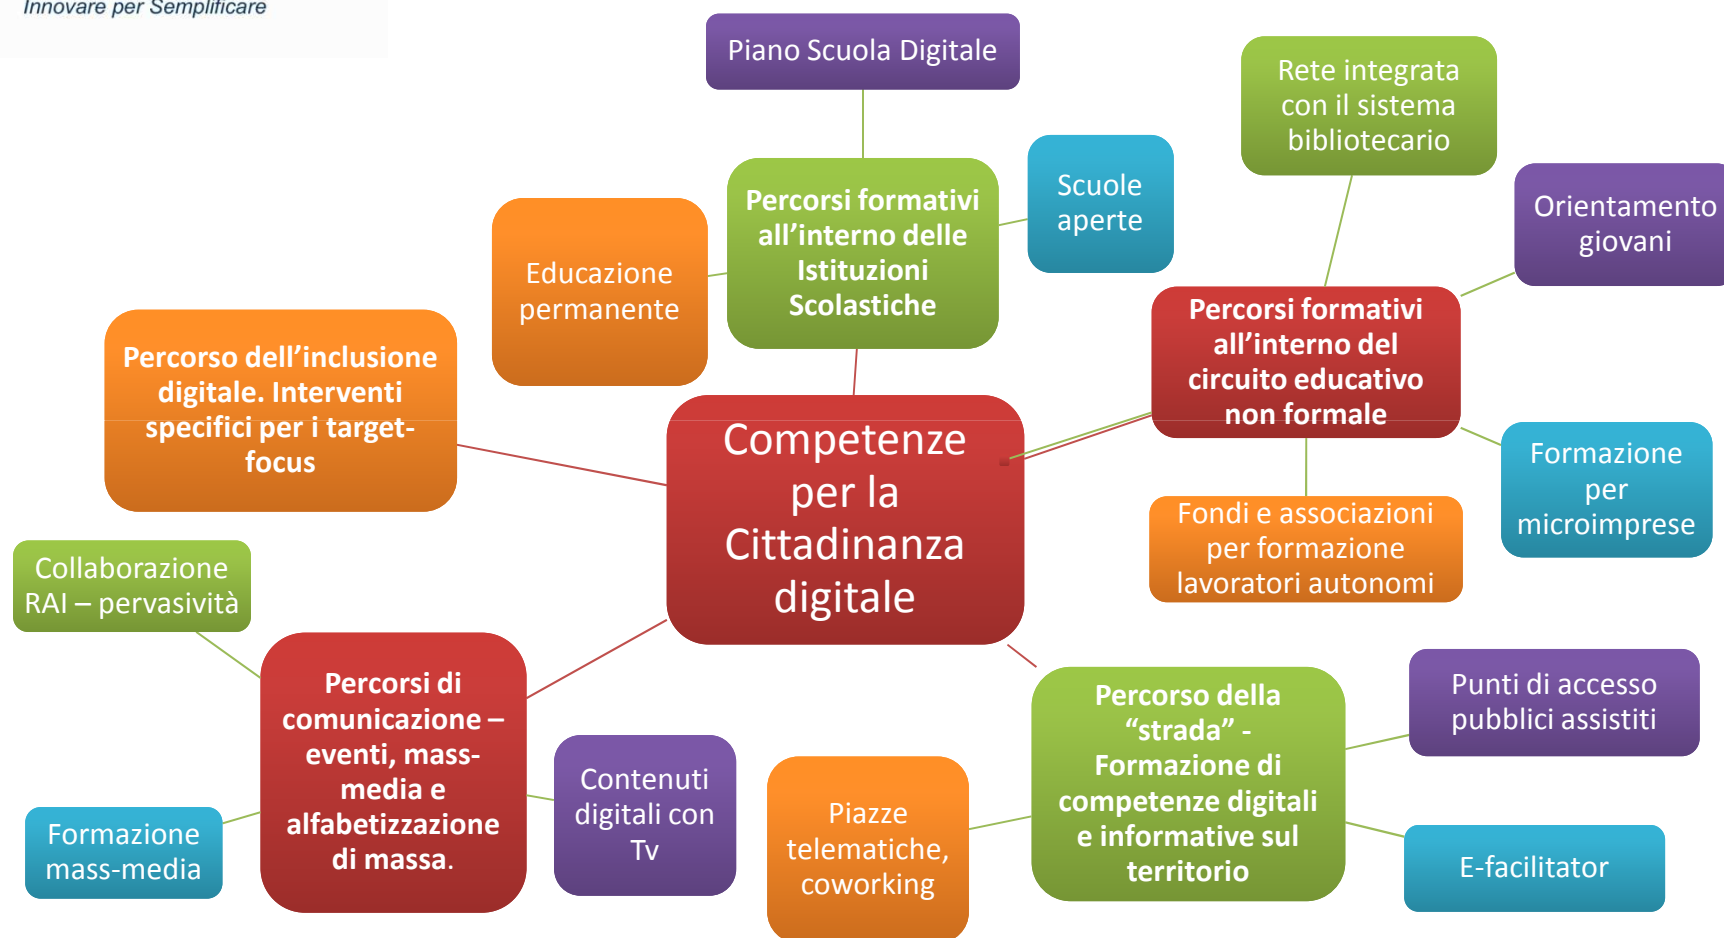 Innovare per Semplificare
Piano Scuola Digitale
Rete integrata
con il sistema
bibliotecario
Scuole
aperte
Orientamento
giovani
Percorsi formativi
all’interno delle
Istituzioni
Scolastiche
Educazione
permanente
Percorsi formativi
all’interno del
circuito educativo
non formale
Percorso dell’inclusione
digitale. Interventi
specifici per i target-
focus
Competenze
per la
Cittadinanza
digitale
Formazione
per
microimprese
Fondi e associazioni
per formazione
lavoratori autonomi
Collaborazione
RAI – pervasività
Percorsi di
comunicazione –
eventi, mass-
media e
alfabetizzazione
di massa.
Percorso della
“strada” -
Formazione di
competenze digitali
e informative sul
territorio
Punti di accesso
pubblici assistiti
Contenuti
digitali con
Tv
Piazze
telematiche,
coworking
Formazione
mass-media
E-facilitator